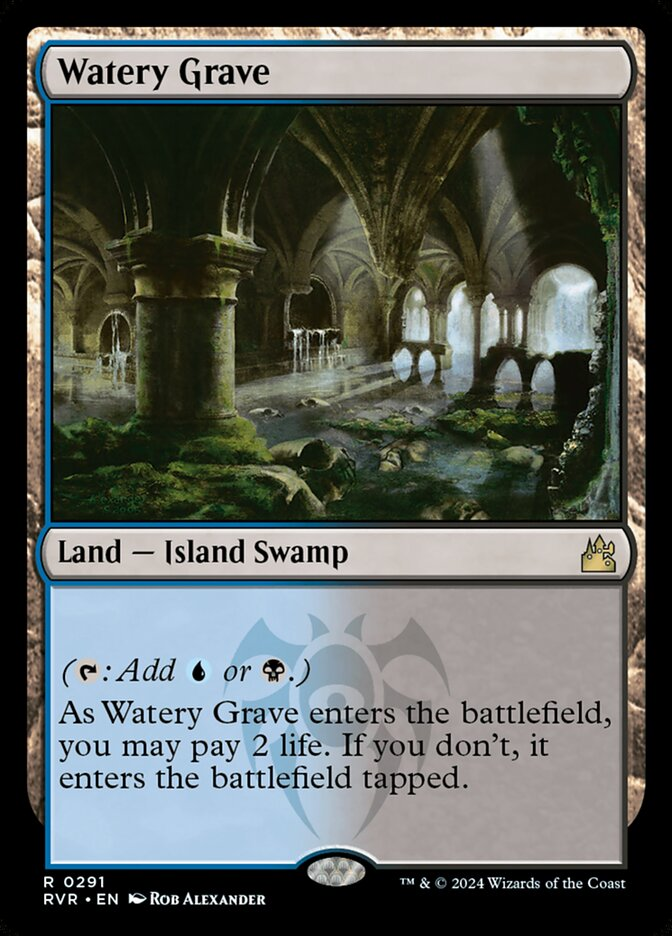 Watery Grave
Land — Island Swamp
(: Add or .)
As Watery Grave enters the battlefield,
you may pay 2 life. If you don't, it
enters the battlefield tapped.
R 0291
RVR • EN Rob Alexander
™ & © 2024 Wizards of the Coast